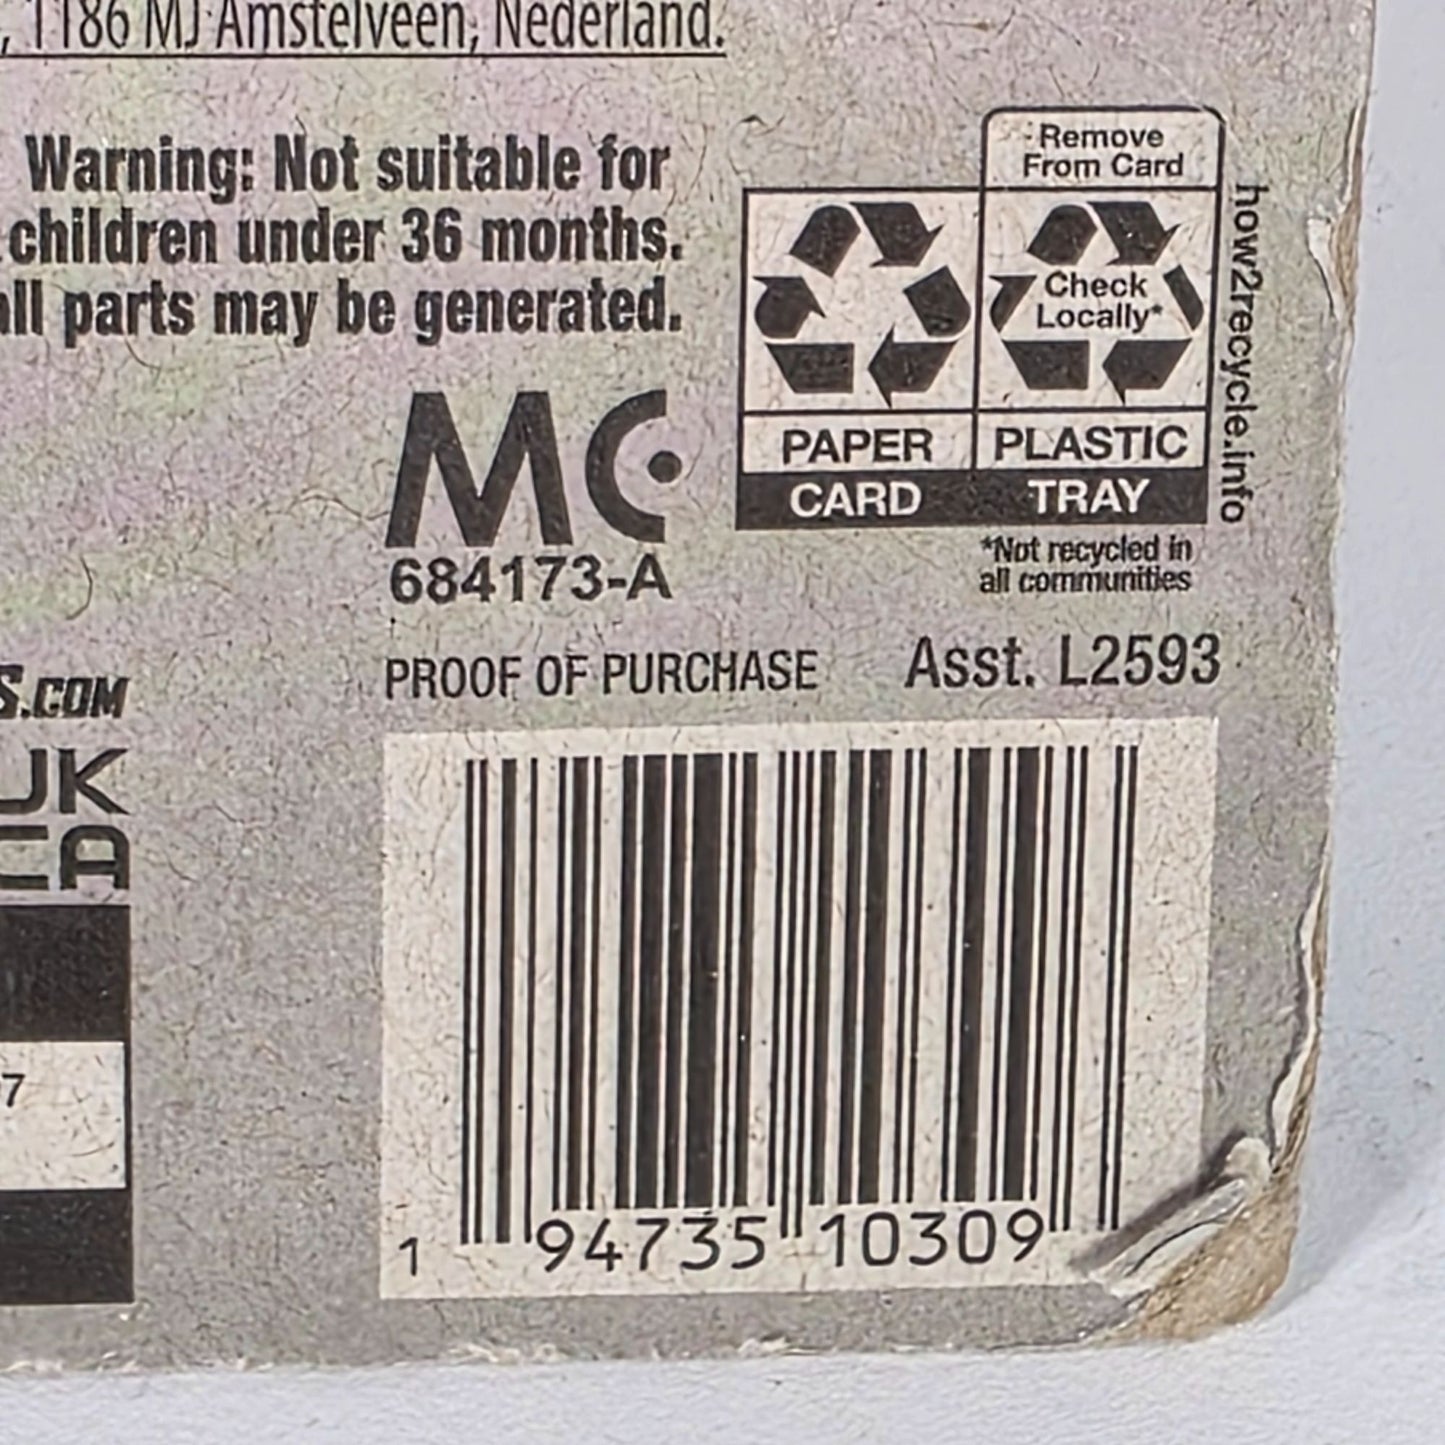 , 1186 MJ Amstelveen, Nederland.
Warning: Not suitable for
children under 36 months.
all parts may be generated.
Remove
From Card
Check
Locally*
PAPER
PLASTIC
CARD
TRAY
how2recycle.info
*Not recycled in
all communities
MC
684173-A
PROOF OF PURCHASE
Asst. L2593
S.COM
UK
CA
7
1 94735 10309